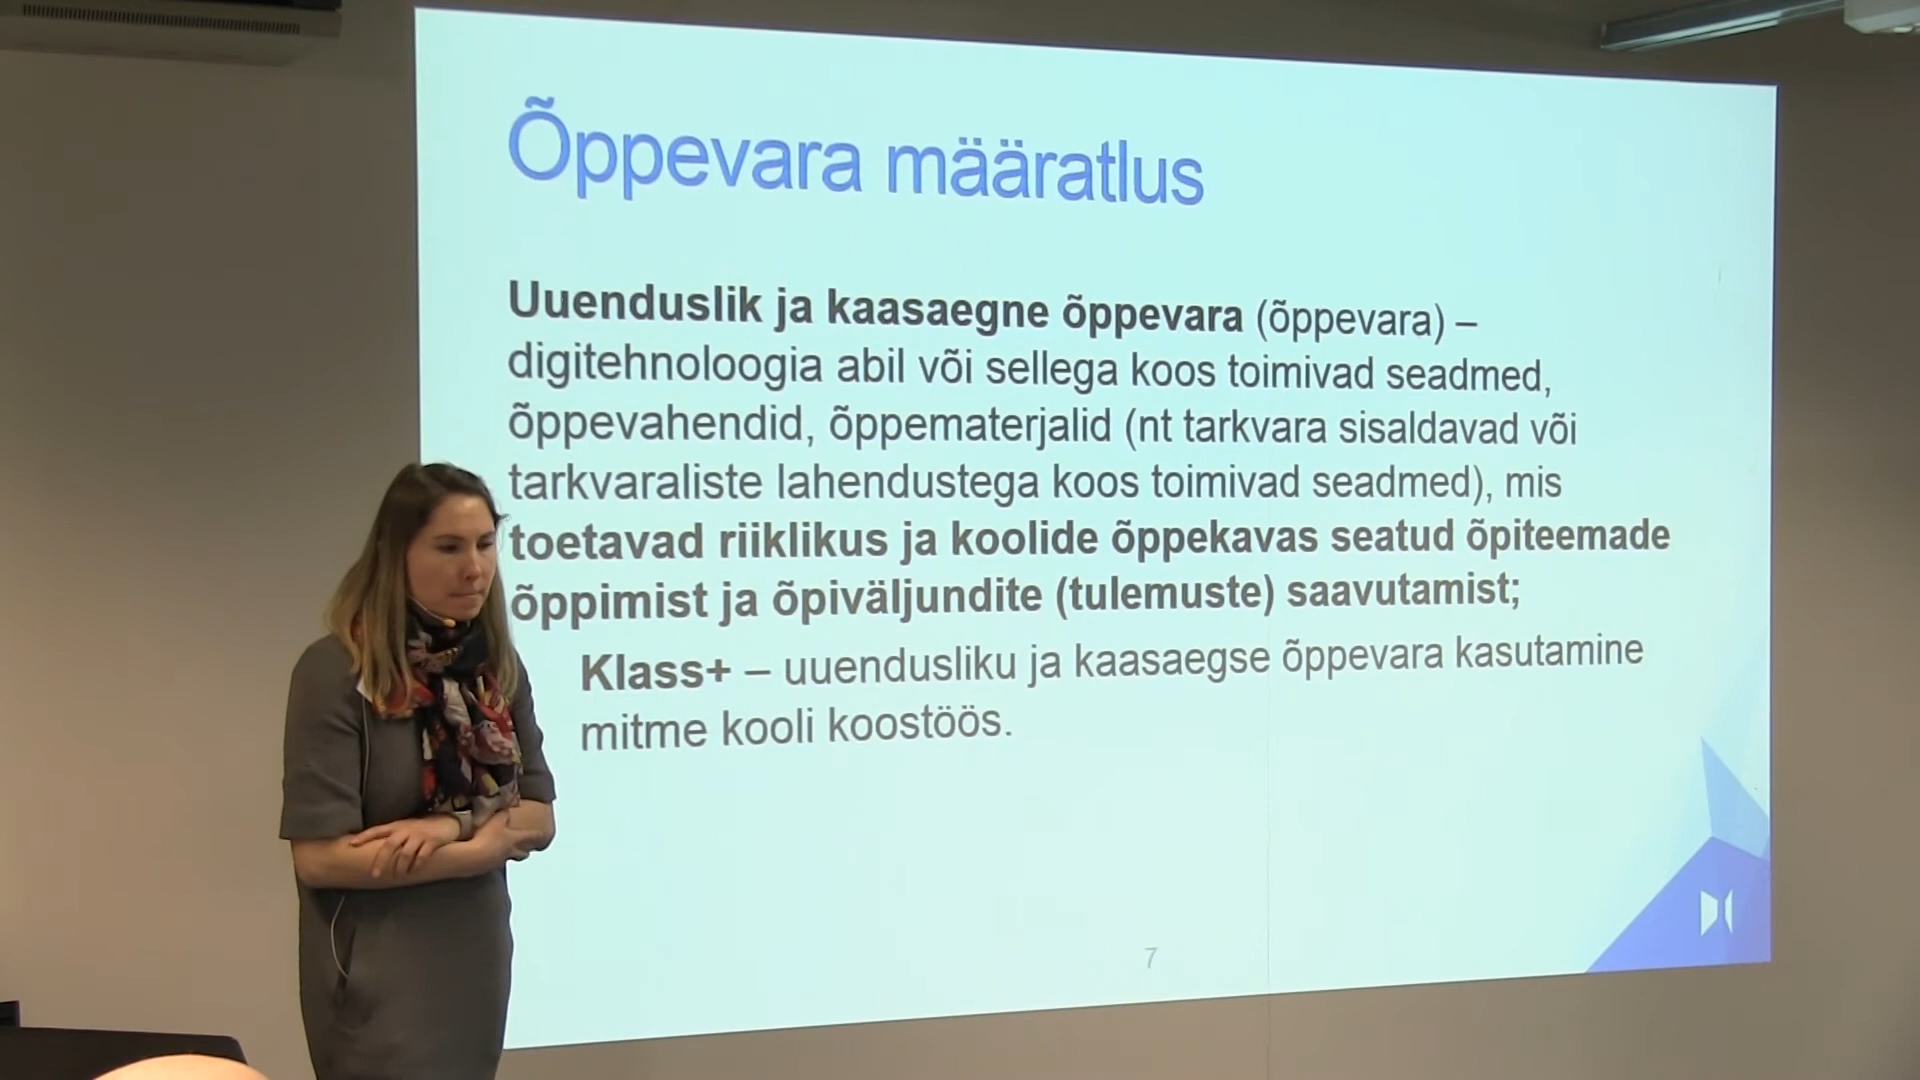 Õppevara määratlus
Uuenduslik ja kaasaegne õppevara (õppevara) –
digitehnoloogia abil või sellega koos toimivad seadmed,
õppevahendid, õppematerjalid (nt tarkvara sisaldavad või
tarkvaraliste lahendustega koos toimivad seadmed), mis
toetavad riiklikus ja koolide õppekavas seatud õpiteemade
õppimist ja õpiväljundite (tulemuste) saavutamist;
Klass+ – uuendusliku ja kaasaegse õppevara kasutamine
mitme kooli koostöös.
7